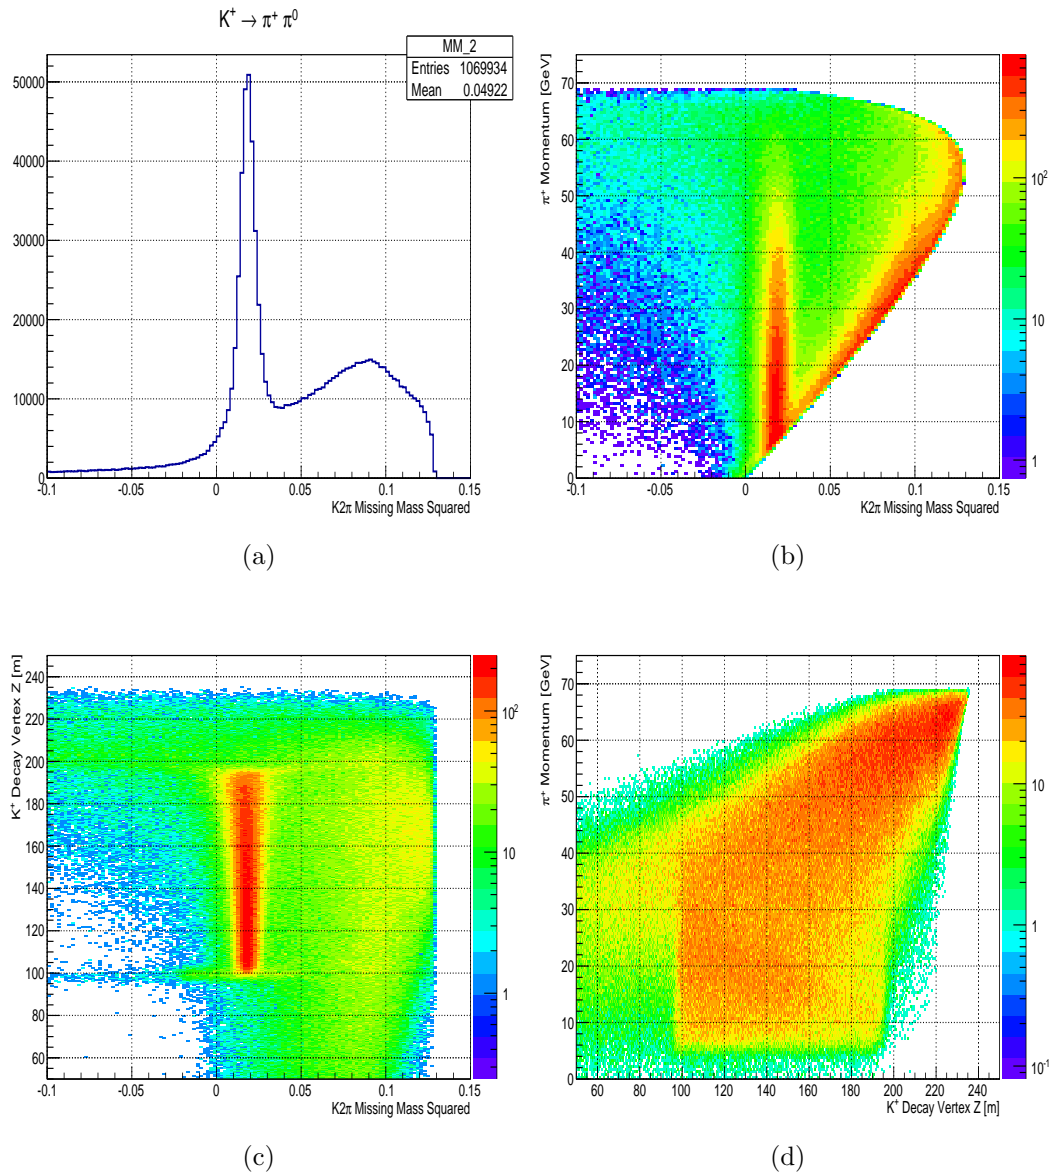 K⁺ → π⁺ π⁰
MM_2
Entries 1069934
Mean 0.04922
50000
40000
30000
20000
10000
0
-0.1 -0.05 0 0.05 0.1 0.15
K2π Missing Mass Squared
(a)
π⁺ Momentum [GeV]
70
60
50
40
30
20
10
0
-0.1 -0.05 0 0.05 0.1 0.15
K2π Missing Mass Squared
10²
10
1
(b)
K⁺ Decay Vertex Z [m]
240
220
200
180
160
140
120
100
80
60
-0.1 -0.05 0 0.05 0.1 0.15
K2π Missing Mass Squared
10²
10
1
(c)
π⁺ Momentum [GeV]
70
60
50
40
30
20
10
0
60 80 100 120 140 160 180 200 220 240
K⁺ Decay Vertex Z [m]
10
1
10⁻¹
(d)